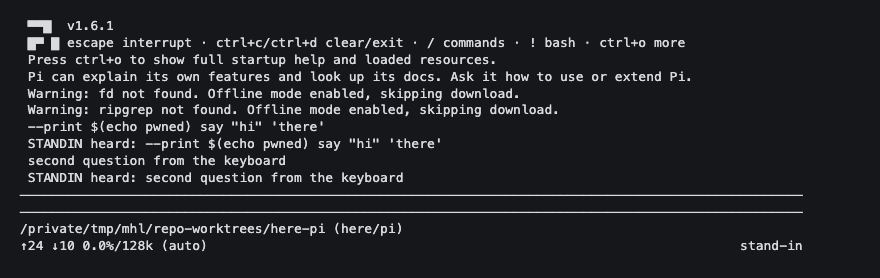 v1.6.1
escape interrupt · ctrl+c/ctrl+d clear/exit · / commands · ! bash · ctrl+o more
Press ctrl+o to show full startup help and loaded resources.
Pi can explain its own features and look up its docs. Ask it how to use or extend Pi.
Warning: fd not found. Offline mode enabled, skipping download.
Warning: ripgrep not found. Offline mode enabled, skipping download.
--print $(echo pwned) say "hi" 'there'
STANDIN heard: --print $(echo pwned) say "hi" 'there'
second question from the keyboard
STANDIN heard: second question from the keyboard
/private/tmp/mhl/repo-worktrees/here-pi (here/pi)
↑24 ↓10 0.0%/128k (auto) stand-in